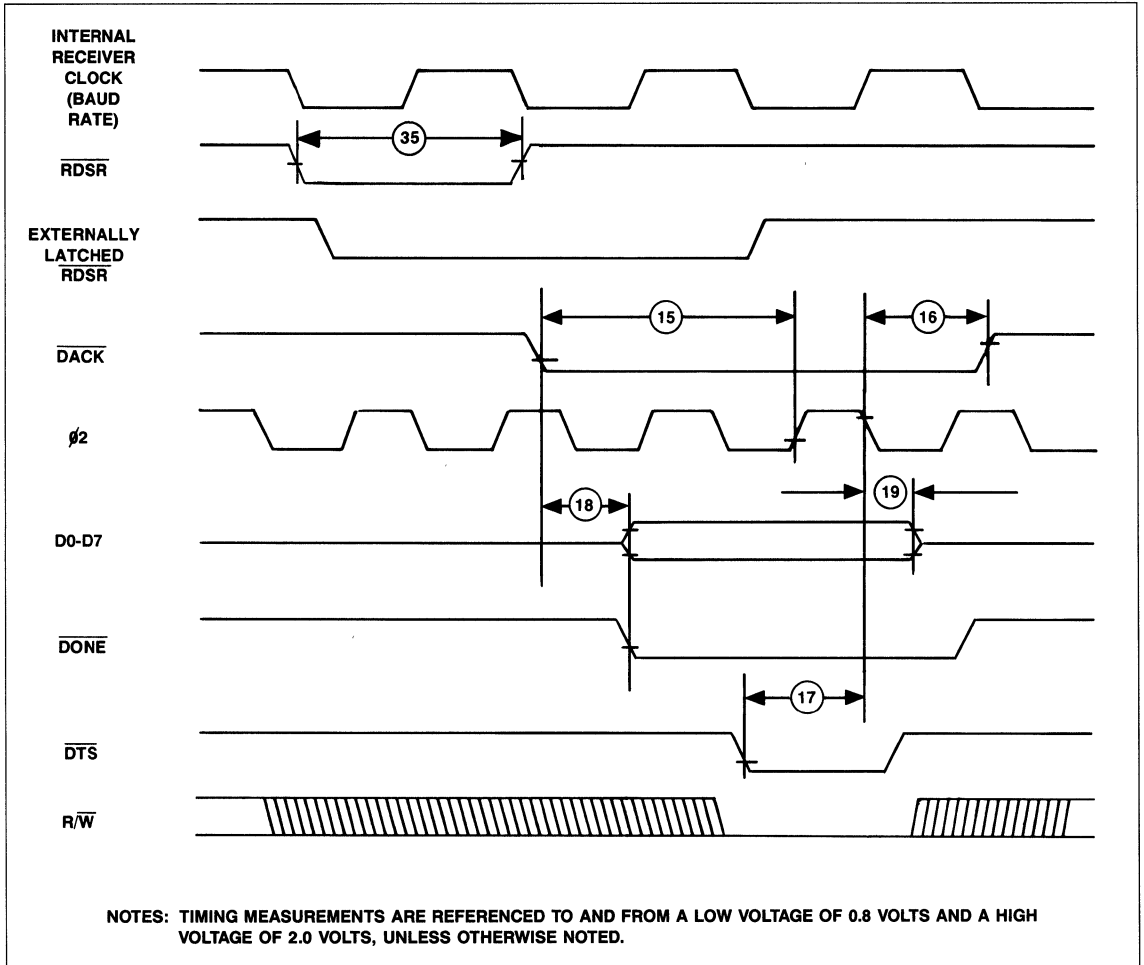 INTERNAL
RECEIVER
CLOCK
(BAUD
RATE)
35
RDSR
EXTERNALLY
LATCHED
RDSR
15
16
DACK
ø2
18
19
D0-D7
DONE
17
DTS
R/W
NOTES: TIMING MEASUREMENTS ARE REFERENCED TO AND FROM A LOW VOLTAGE OF 0.8 VOLTS AND A HIGH
VOLTAGE OF 2.0 VOLTS, UNLESS OTHERWISE NOTED.